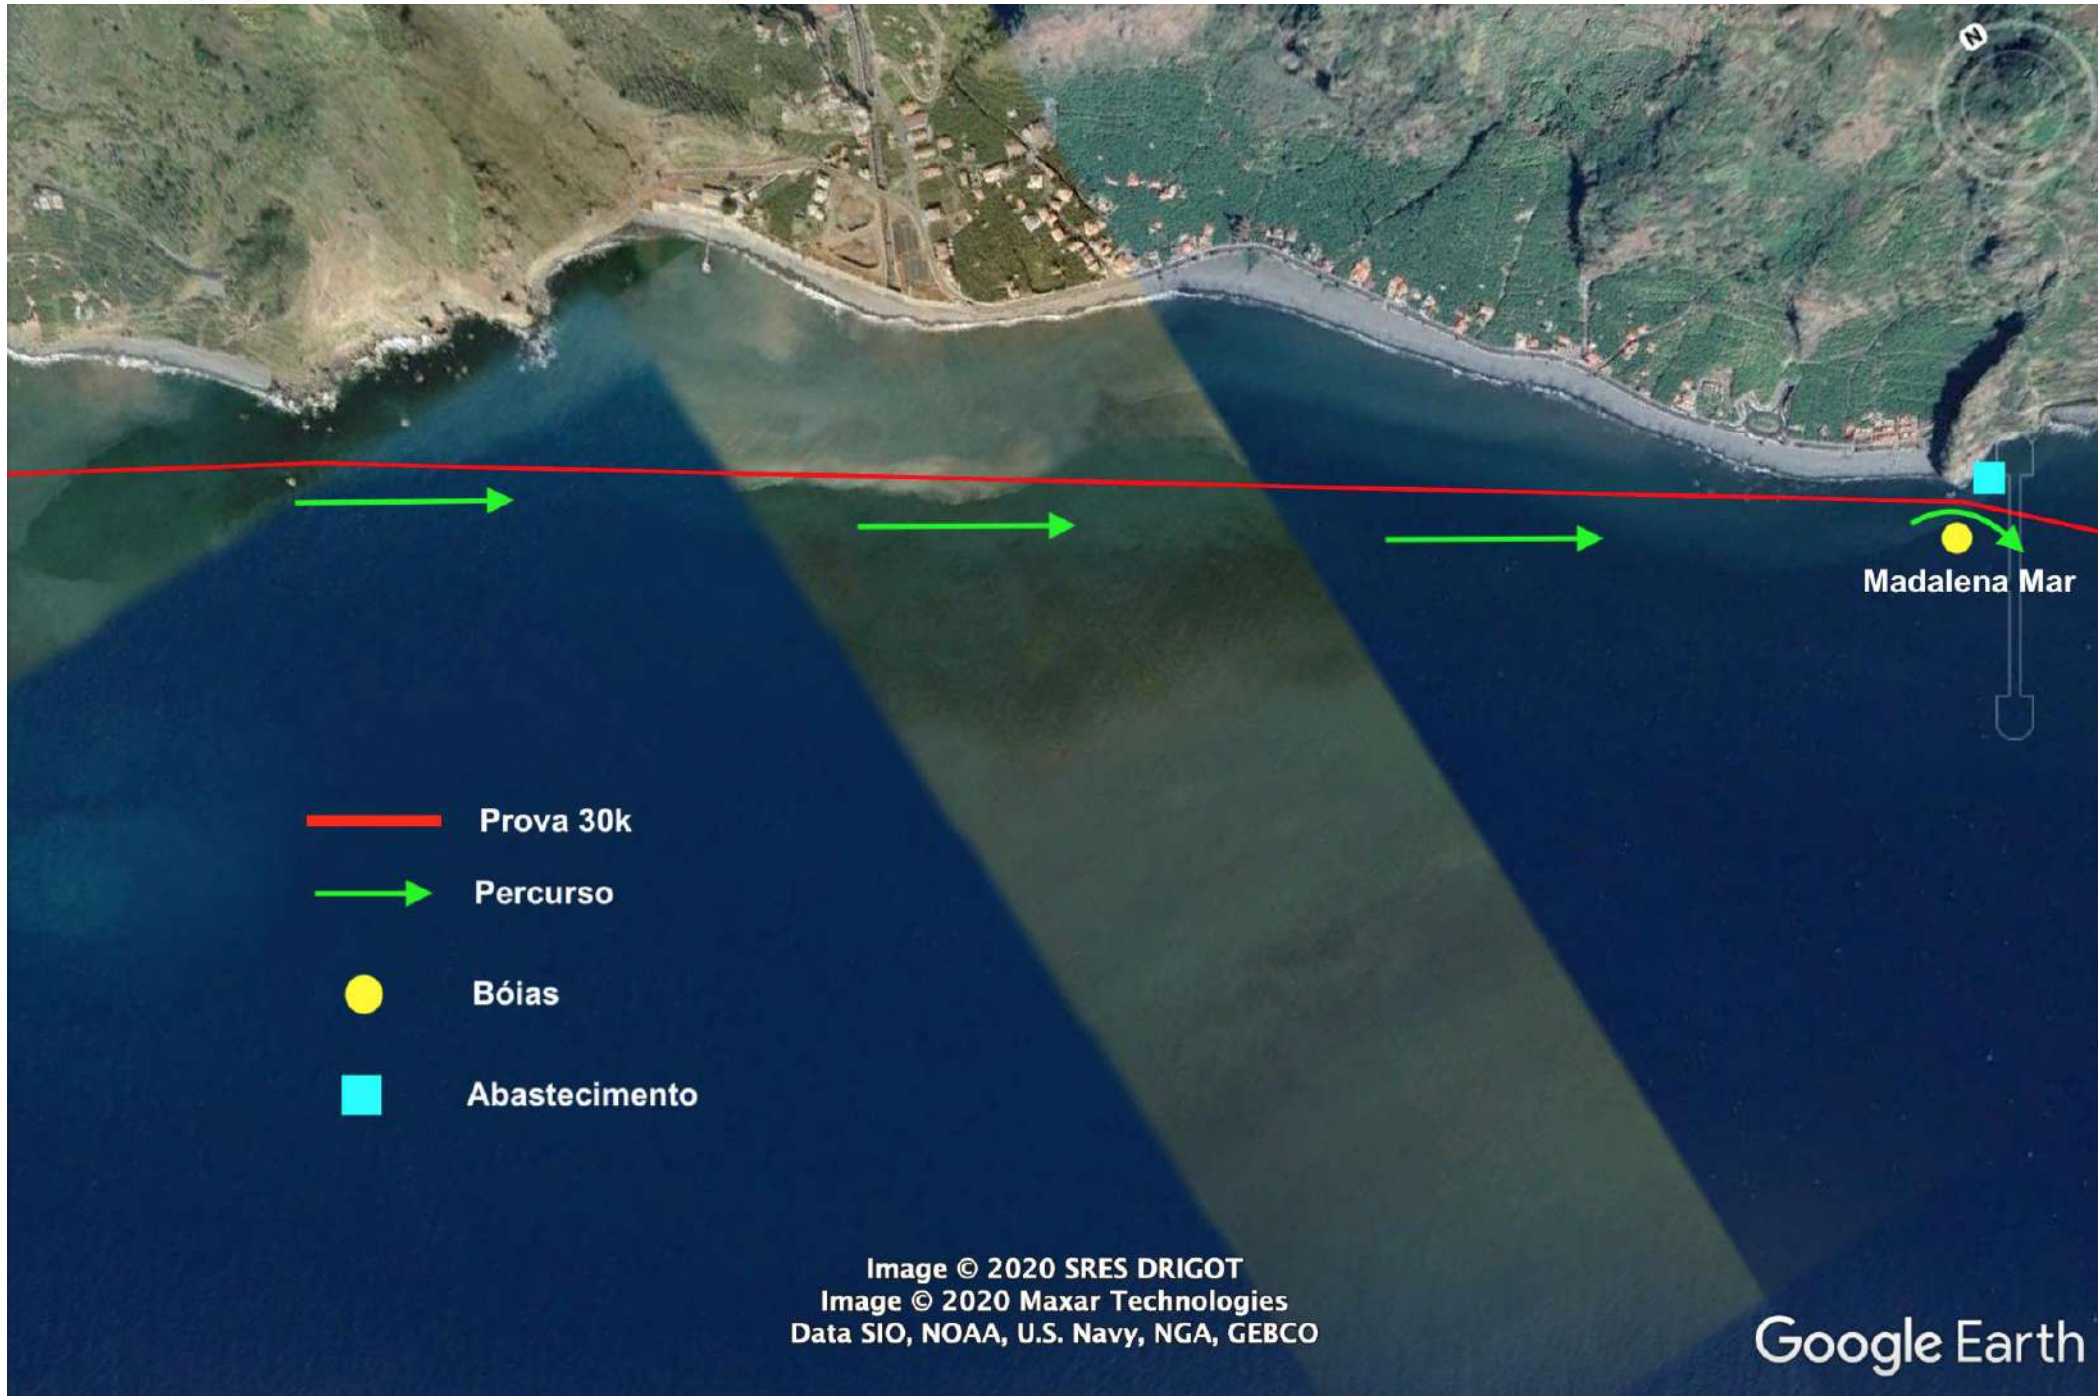 N
Madalena Mar
Prova 30k
Percurso
Bóias
Abastecimento
Image © 2020 SRES DRIGOT
Image © 2020 Maxar Technologies
Data SIO, NOAA, U.S. Navy, NGA, GEBCO
Google Earth